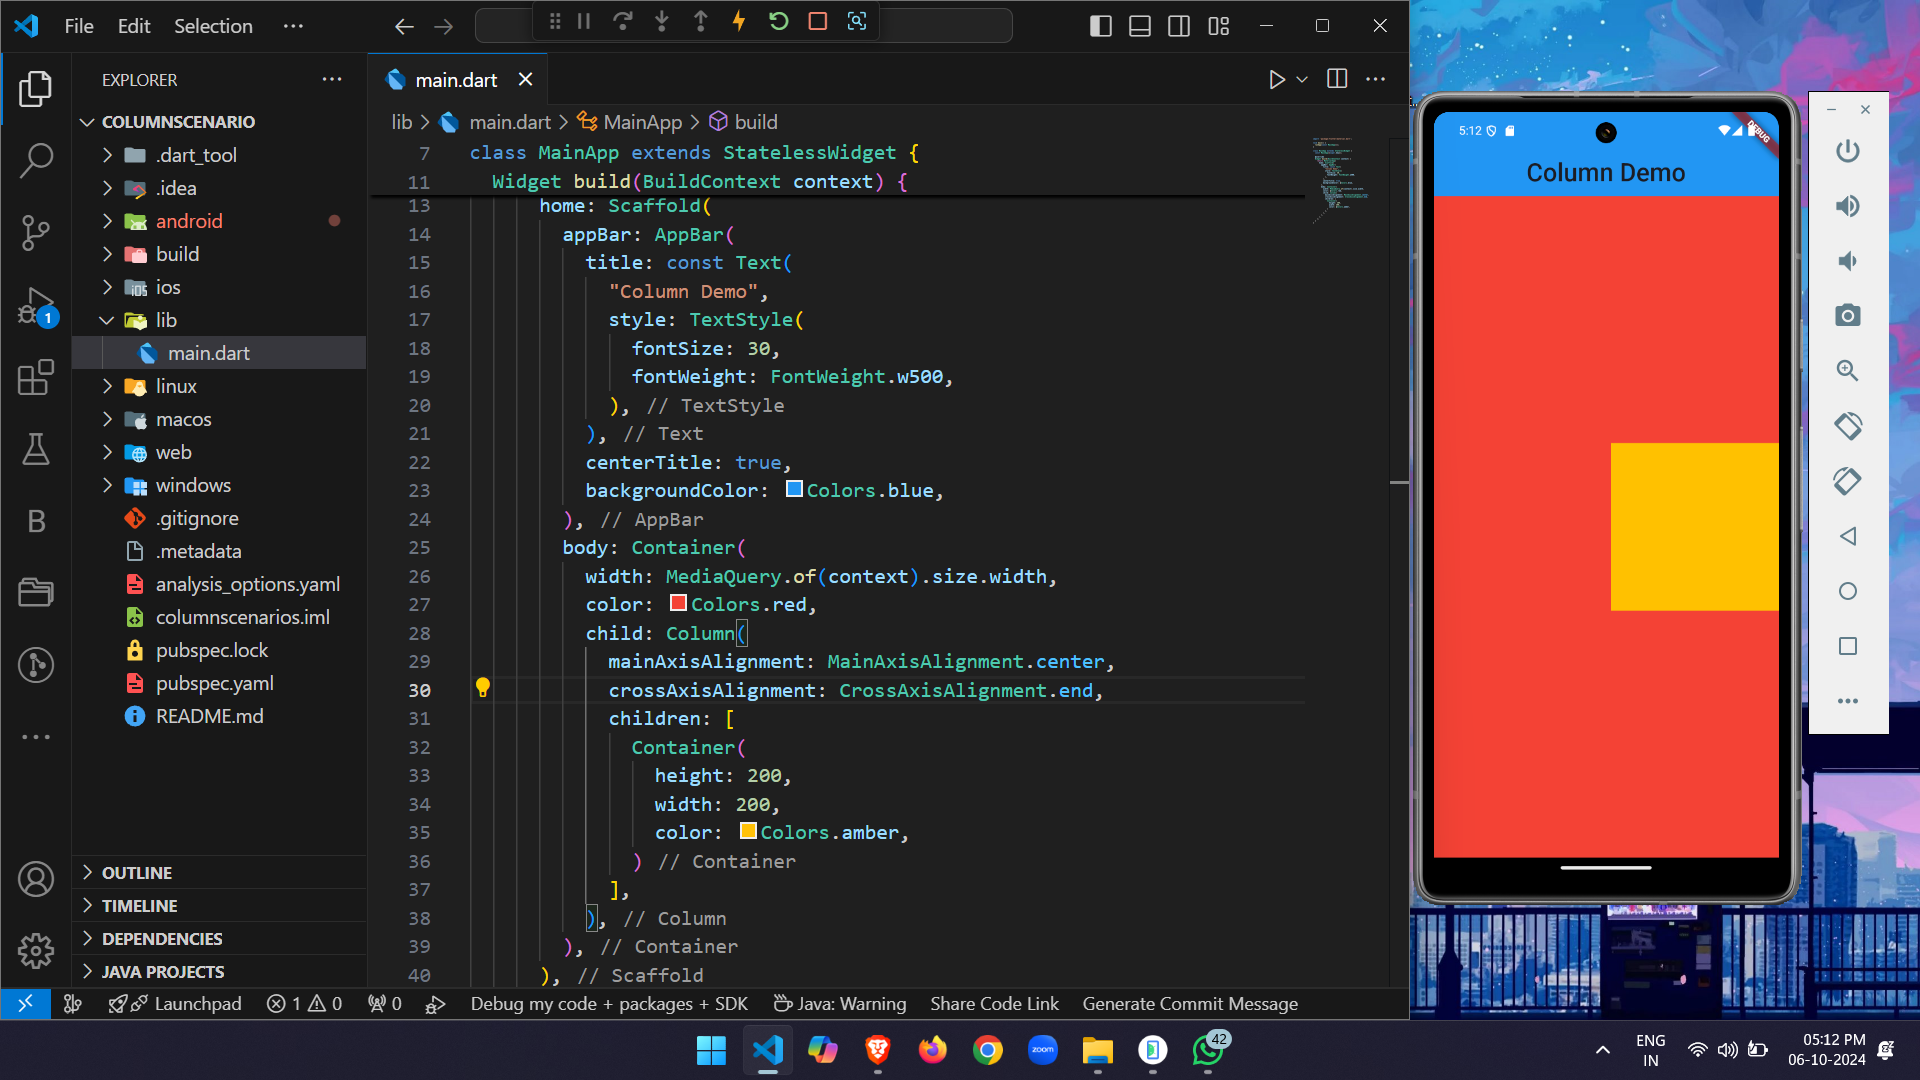 File Edit Selection ···
EXPLORER
COLUMNSCENARIO
.dart_tool
.idea
android
build
ios
lib
main.dart
linux
macos
web
windows
.gitignore
.metadata
analysis_options.yaml
columnscenarios.iml
pubspec.lock
pubspec.yaml
README.md
OUTLINE
TIMELINE
DEPENDENCIES
JAVA PROJECTS
1
B
main.dart
lib > main.dart > MainApp > build
7 class MainApp extends StatelessWidget {
11 Widget build(BuildContext context) {
13 home: Scaffold(
14 appBar: AppBar(
15 title: const Text(
16 "Column Demo",
17 style: TextStyle(
18 fontSize: 30,
19 fontWeight: FontWeight.w500,
20 ), // TextStyle
21 ), // Text
22 centerTitle: true,
23 backgroundColor: Colors.blue,
24 ), // AppBar
25 body: Container(
26 width: MediaQuery.of(context).size.width,
27 color: Colors.red,
28 child: Column(
29 mainAxisAlignment: MainAxisAlignment.center,
30 crossAxisAlignment: CrossAxisAlignment.end,
31 children: [
32 Container(
33 height: 200,
34 width: 200,
35 color: Colors.amber,
36 ) // Container
37 ],
38 ), // Column
39 ), // Container
40 ), // Scaffold
Launchpad 1 0 0 Debug my code + packages + SDK Java: Warning Share Code Link Generate Commit Message
5:12
DEBUG
Column Demo
zoom
42
ENG
IN
05:12 PM
06-10-2024